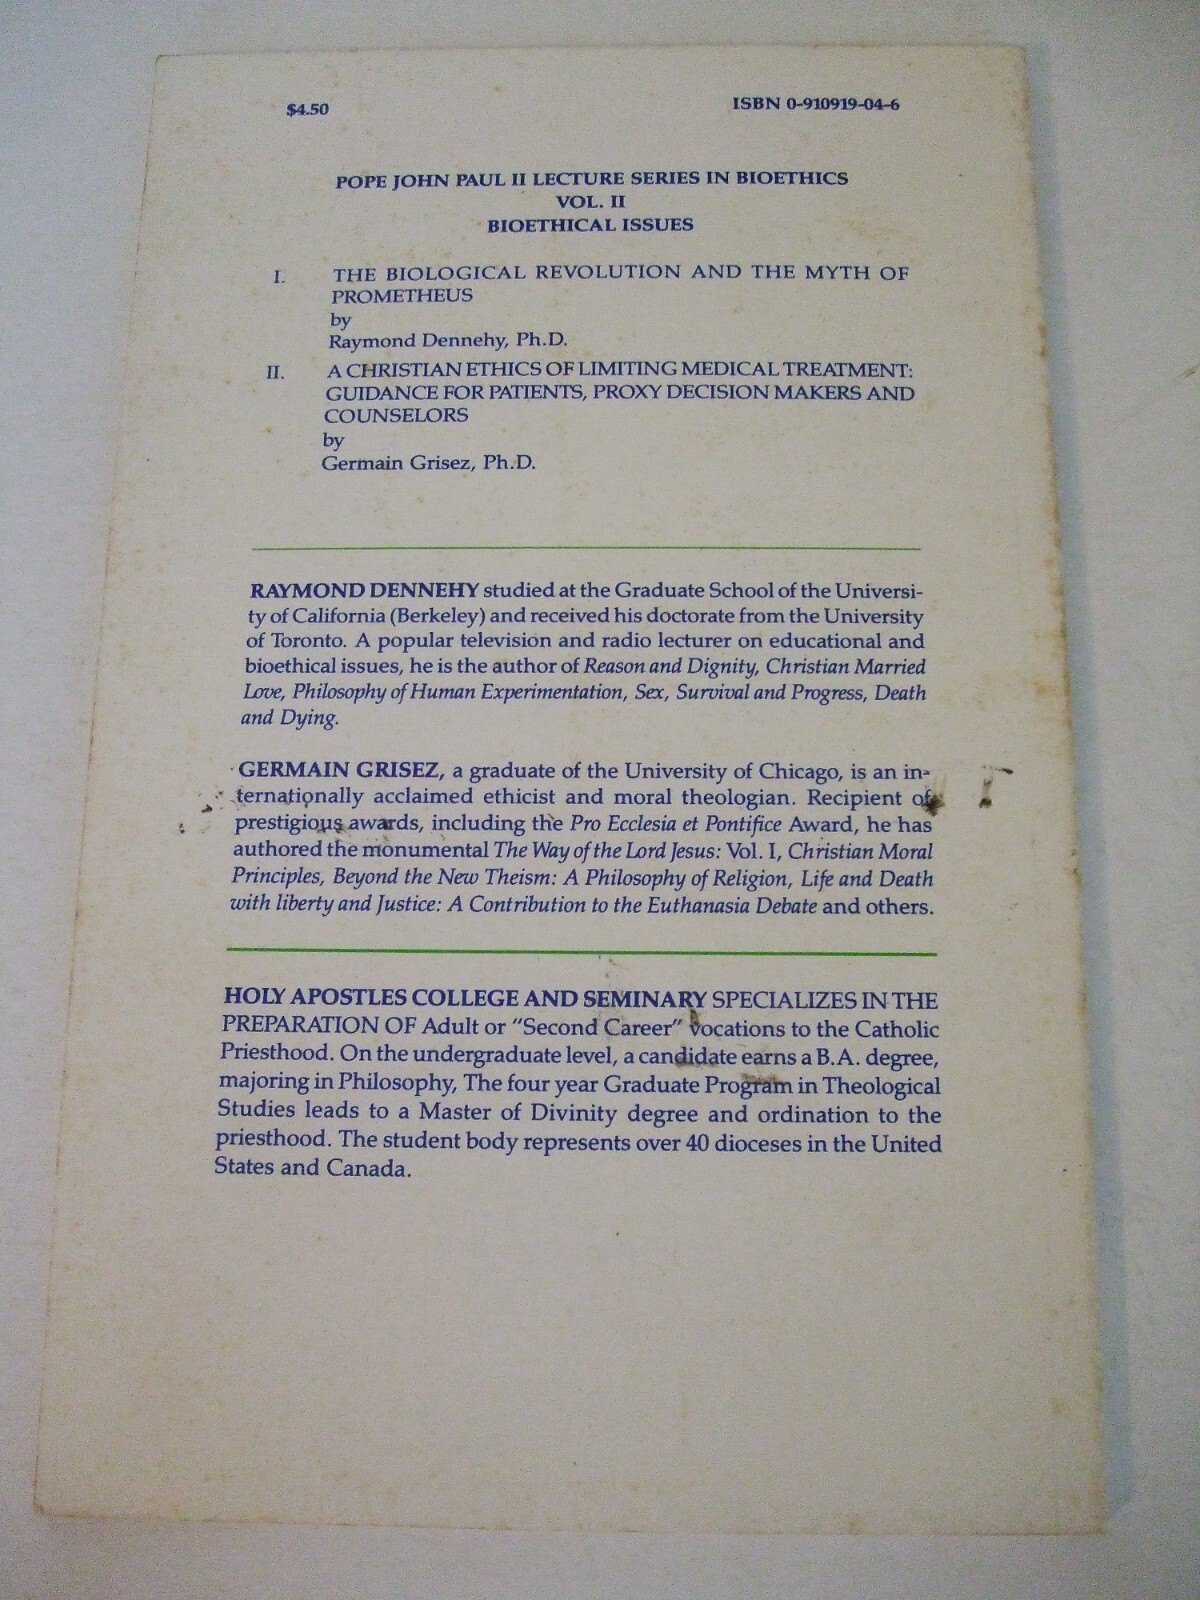 $4.50
ISBN 0-910919-04-6
POPE JOHN PAUL II LECTURE SERIES IN BIOETHICS
VOL. II
BIOETHICAL ISSUES
I. THE BIOLOGICAL REVOLUTION AND THE MYTH OF
PROMETHEUS
by
Raymond Dennehy, Ph.D.
II. A CHRISTIAN ETHICS OF LIMITING MEDICAL TREATMENT:
GUIDANCE FOR PATIENTS, PROXY DECISION MAKERS AND
COUNSELORS
by
Germain Grisez, Ph.D.
RAYMOND DENNEHY studied at the Graduate School of the Universi-
ty of California (Berkeley) and received his doctorate from the University
of Toronto. A popular television and radio lecturer on educational and
bioethical issues, he is the author of Reason and Dignity, Christian Married
Love, Philosophy of Human Experimentation, Sex, Survival and Progress, Death
and Dying.
GERMAIN GRISEZ, a graduate of the University of Chicago, is an in-
ternationally acclaimed ethicist and moral theologian. Recipient of
prestigious awards, including the Pro Ecclesia et Pontifice Award, he has
authored the monumental The Way of the Lord Jesus: Vol. I, Christian Moral
Principles, Beyond the New Theism: A Philosophy of Religion, Life and Death
with liberty and Justice: A Contribution to the Euthanasia Debate and others.
HOLY APOSTLES COLLEGE AND SEMINARY SPECIALIZES IN THE
PREPARATION OF Adult or "Second Career" vocations to the Catholic
Priesthood. On the undergraduate level, a candidate earns a B.A. degree,
majoring in Philosophy, The four year Graduate Program in Theological
Studies leads to a Master of Divinity degree and ordination to the
priesthood. The student body represents over 40 dioceses in the United
States and Canada.